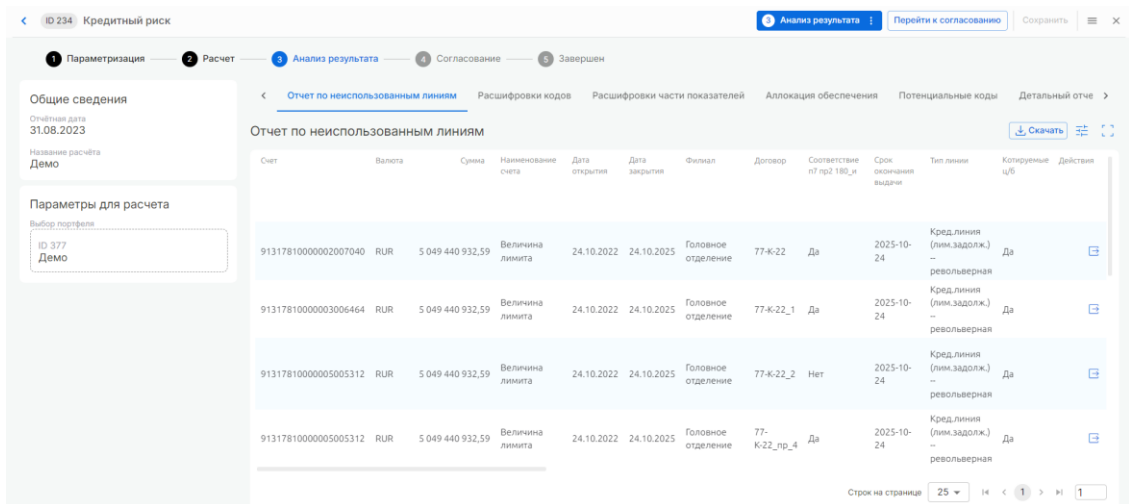 ID 234 Кредитный риск
3 Анализ результата
Перейти к согласованию
Сохранить
1 Параметризация
2 Расчет
3 Анализ результата
4 Согласование
5 Завершен
Общие сведения
Отчётная дата
31.08.2023
Название расчёта
Демо
Параметры для расчета
Выбор портфеля
ID 377
Демо
Отчет по неиспользованным линиям
Расшифровки кодов
Расшифровки части показателей
Аллокация обеспечения
Потенциальные коды
Детальный отче
Отчет по неиспользованным линиям
Скачать
Счет
Валюта
Сумма
Наименование
счета
Дата
открытия
Дата
закрытия
Филиал
Договор
Соответствие
п7 пр2 180_и
Срок
окончания
выдачи
Тип линии
Котируемые
ц/б
Действия
91317810000002007040 RUR 5 049 440 932,59
Величина
лимита
24.10.2022 24.10.2025
Головное
отделение
77-К-22 Да
2025-10-
24
Кред.линия
(лим.задолж.)
--
револьверная
Да
91317810000003006464 RUR 5 049 440 932,59
Величина
лимита
24.10.2022 24.10.2025
Головное
отделение
77-К-22_1 Да
2025-10-
24
Кред.линия
(лим.задолж.)
--
револьверная
Да
91317810000005005312 RUR 5 049 440 932,59
Величина
лимита
24.10.2022 24.10.2025
Головное
отделение
77-К-22_2 Нет
2025-10-
24
Кред.линия
(лим.задолж.)
--
револьверная
Да
91317810000005005312 RUR 5 049 440 932,59
Величина
лимита
24.10.2022 24.10.2025
Головное
отделение
77-
К-22_пр_4
Да
2025-10-
24
Кред.линия
(лим.задолж.)
--
револьверная
Да
Строк на странице 25 1 1